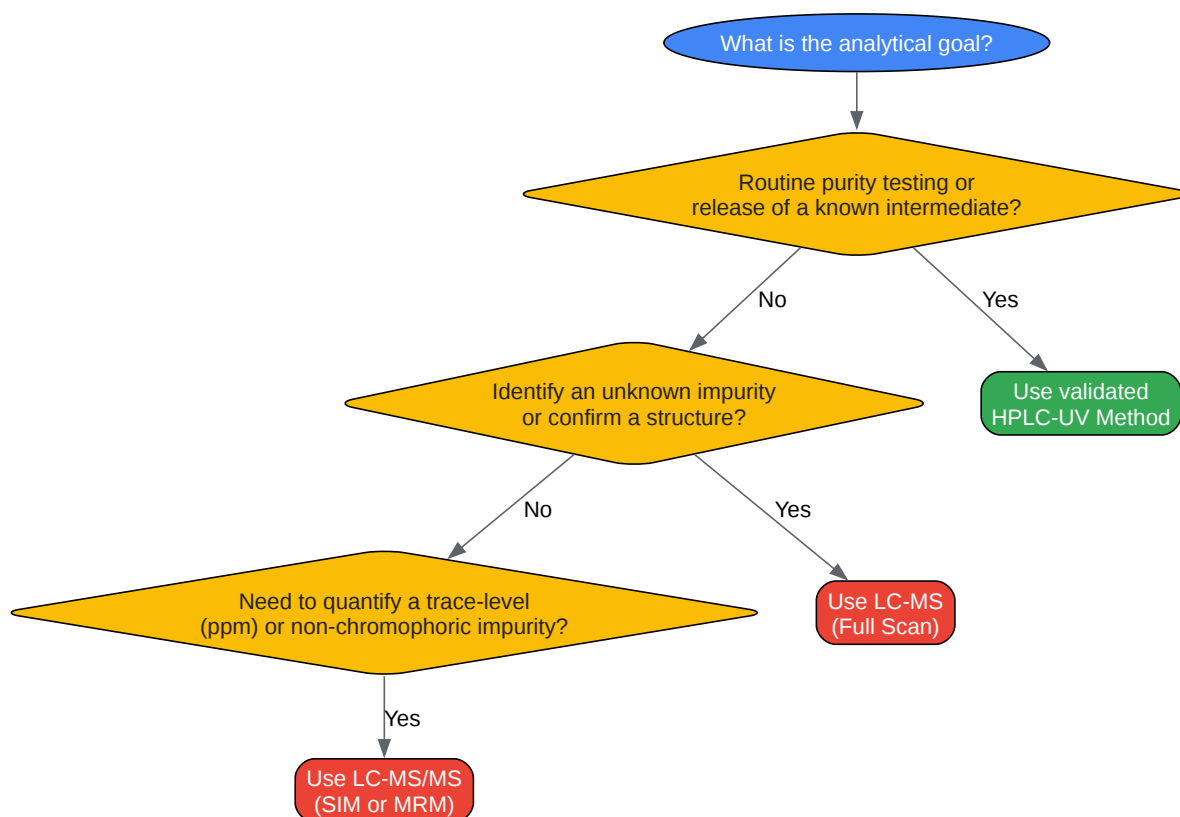 What is the analytical goal?
Routine purity testing or
release of a known intermediate?
No
Yes
Identify an unknown impurity
or confirm a structure?
Use validated
HPLC-UV Method
No
Yes
Need to quantify a trace-level
(ppm) or non-chromophoric impurity?
Use LC-MS
(Full Scan)
Yes
Use LC-MS/MS
(SIM or MRM)